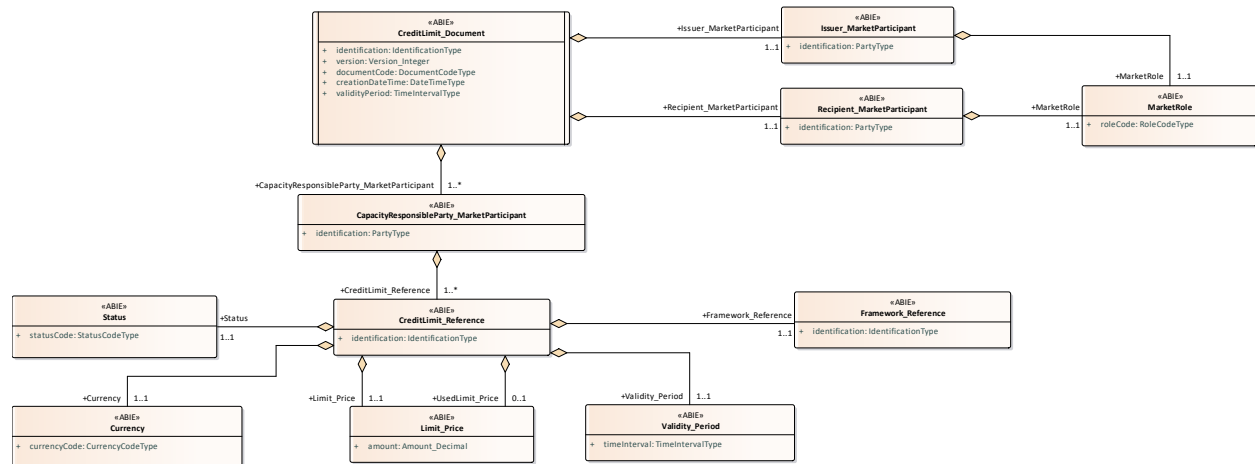 «ABIE»
CreditLimit_Document
+ identification: IdentificationType
+ version: Version_Integer
+ documentCode: DocumentCodeType
+ creationDateTime: DateTimeType
+ validityPeriod: TimeIntervalType
+Issuer_MarketParticipant
1..1
«ABIE»
Issuer_MarketParticipant
+ identification: PartyType
+MarketRole
1..1
+Recipient_MarketParticipant
1..1
«ABIE»
Recipient_MarketParticipant
+ identification: PartyType
+MarketRole
1..1
«ABIE»
MarketRole
+ roleCode: RoleCodeType
+CapacityResponsibleParty_MarketParticipant
1..*
«ABIE»
CapacityResponsibleParty_MarketParticipant
+ identification: PartyType
+CreditLimit_Reference
1..*
«ABIE»
Status
+ statusCode: StatusCodeType
+Status
1..1
«ABIE»
CreditLimit_Reference
+ identification: IdentificationType
+Framework_Reference
1..1
«ABIE»
Framework_Reference
+ identification: IdentificationType
+Currency
1..1
+Limit_Price
1..1
+UsedLimit_Price
0..1
+Validity_Period
1..1
«ABIE»
Currency
+ currencyCode: CurrencyCodeType
«ABIE»
Limit_Price
+ amount: Amount_Decimal
«ABIE»
Validity_Period
+ timeInterval: TimeIntervalType